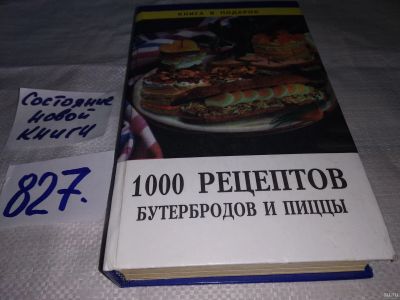 КНИГА В ПОДАРОК
Состояние
новой
книги
827.
1000 РЕЦЕПТОВ
БУТЕРБРОДОВ И ПИЦЦЫ